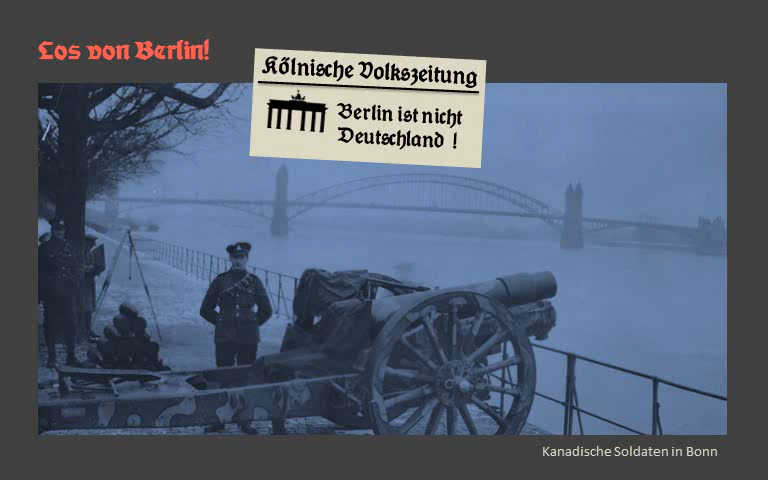 Los von Berlin!
Kölnische Volkszeitung
Berlin ist nicht
Deutschland !
Kanadische Soldaten in Bonn